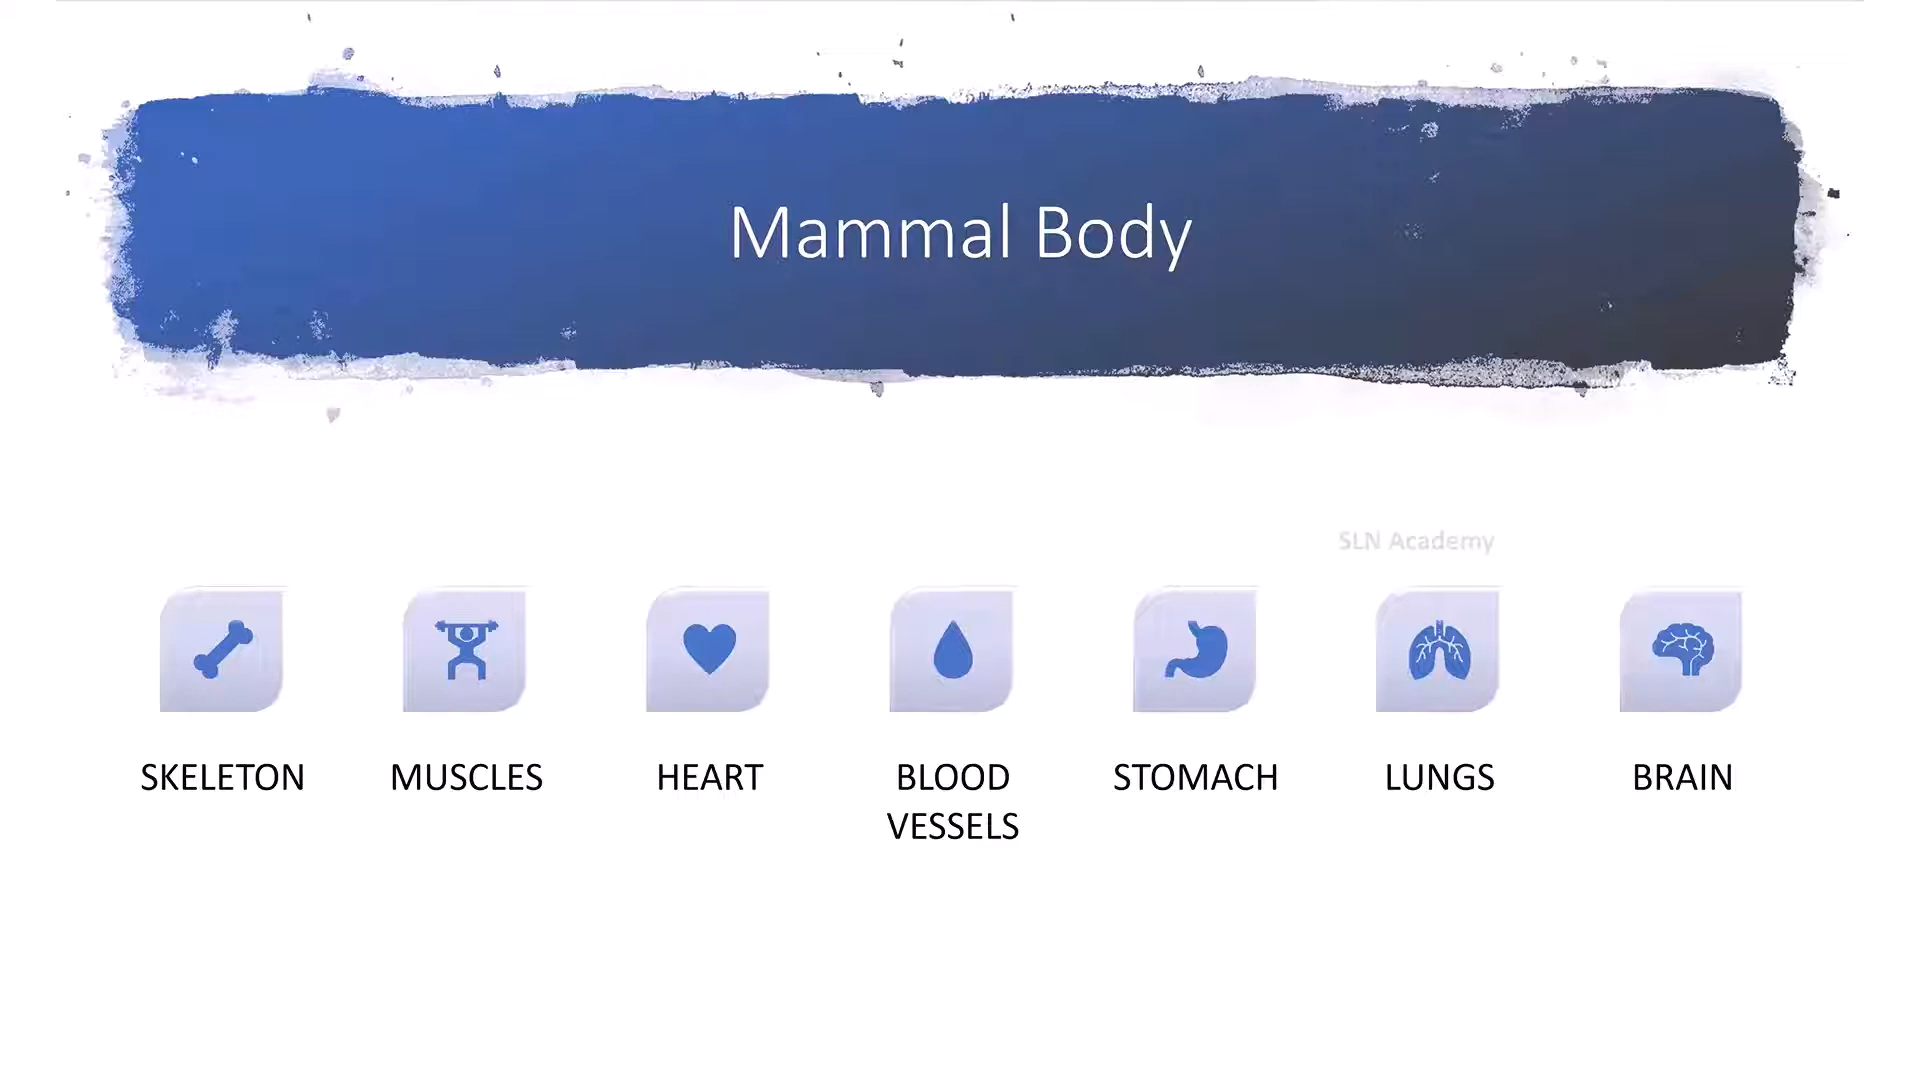 Mammal Body
SLN Academy
SKELETON
MUSCLES
HEART
BLOOD
VESSELS
STOMACH
LUNGS
BRAIN